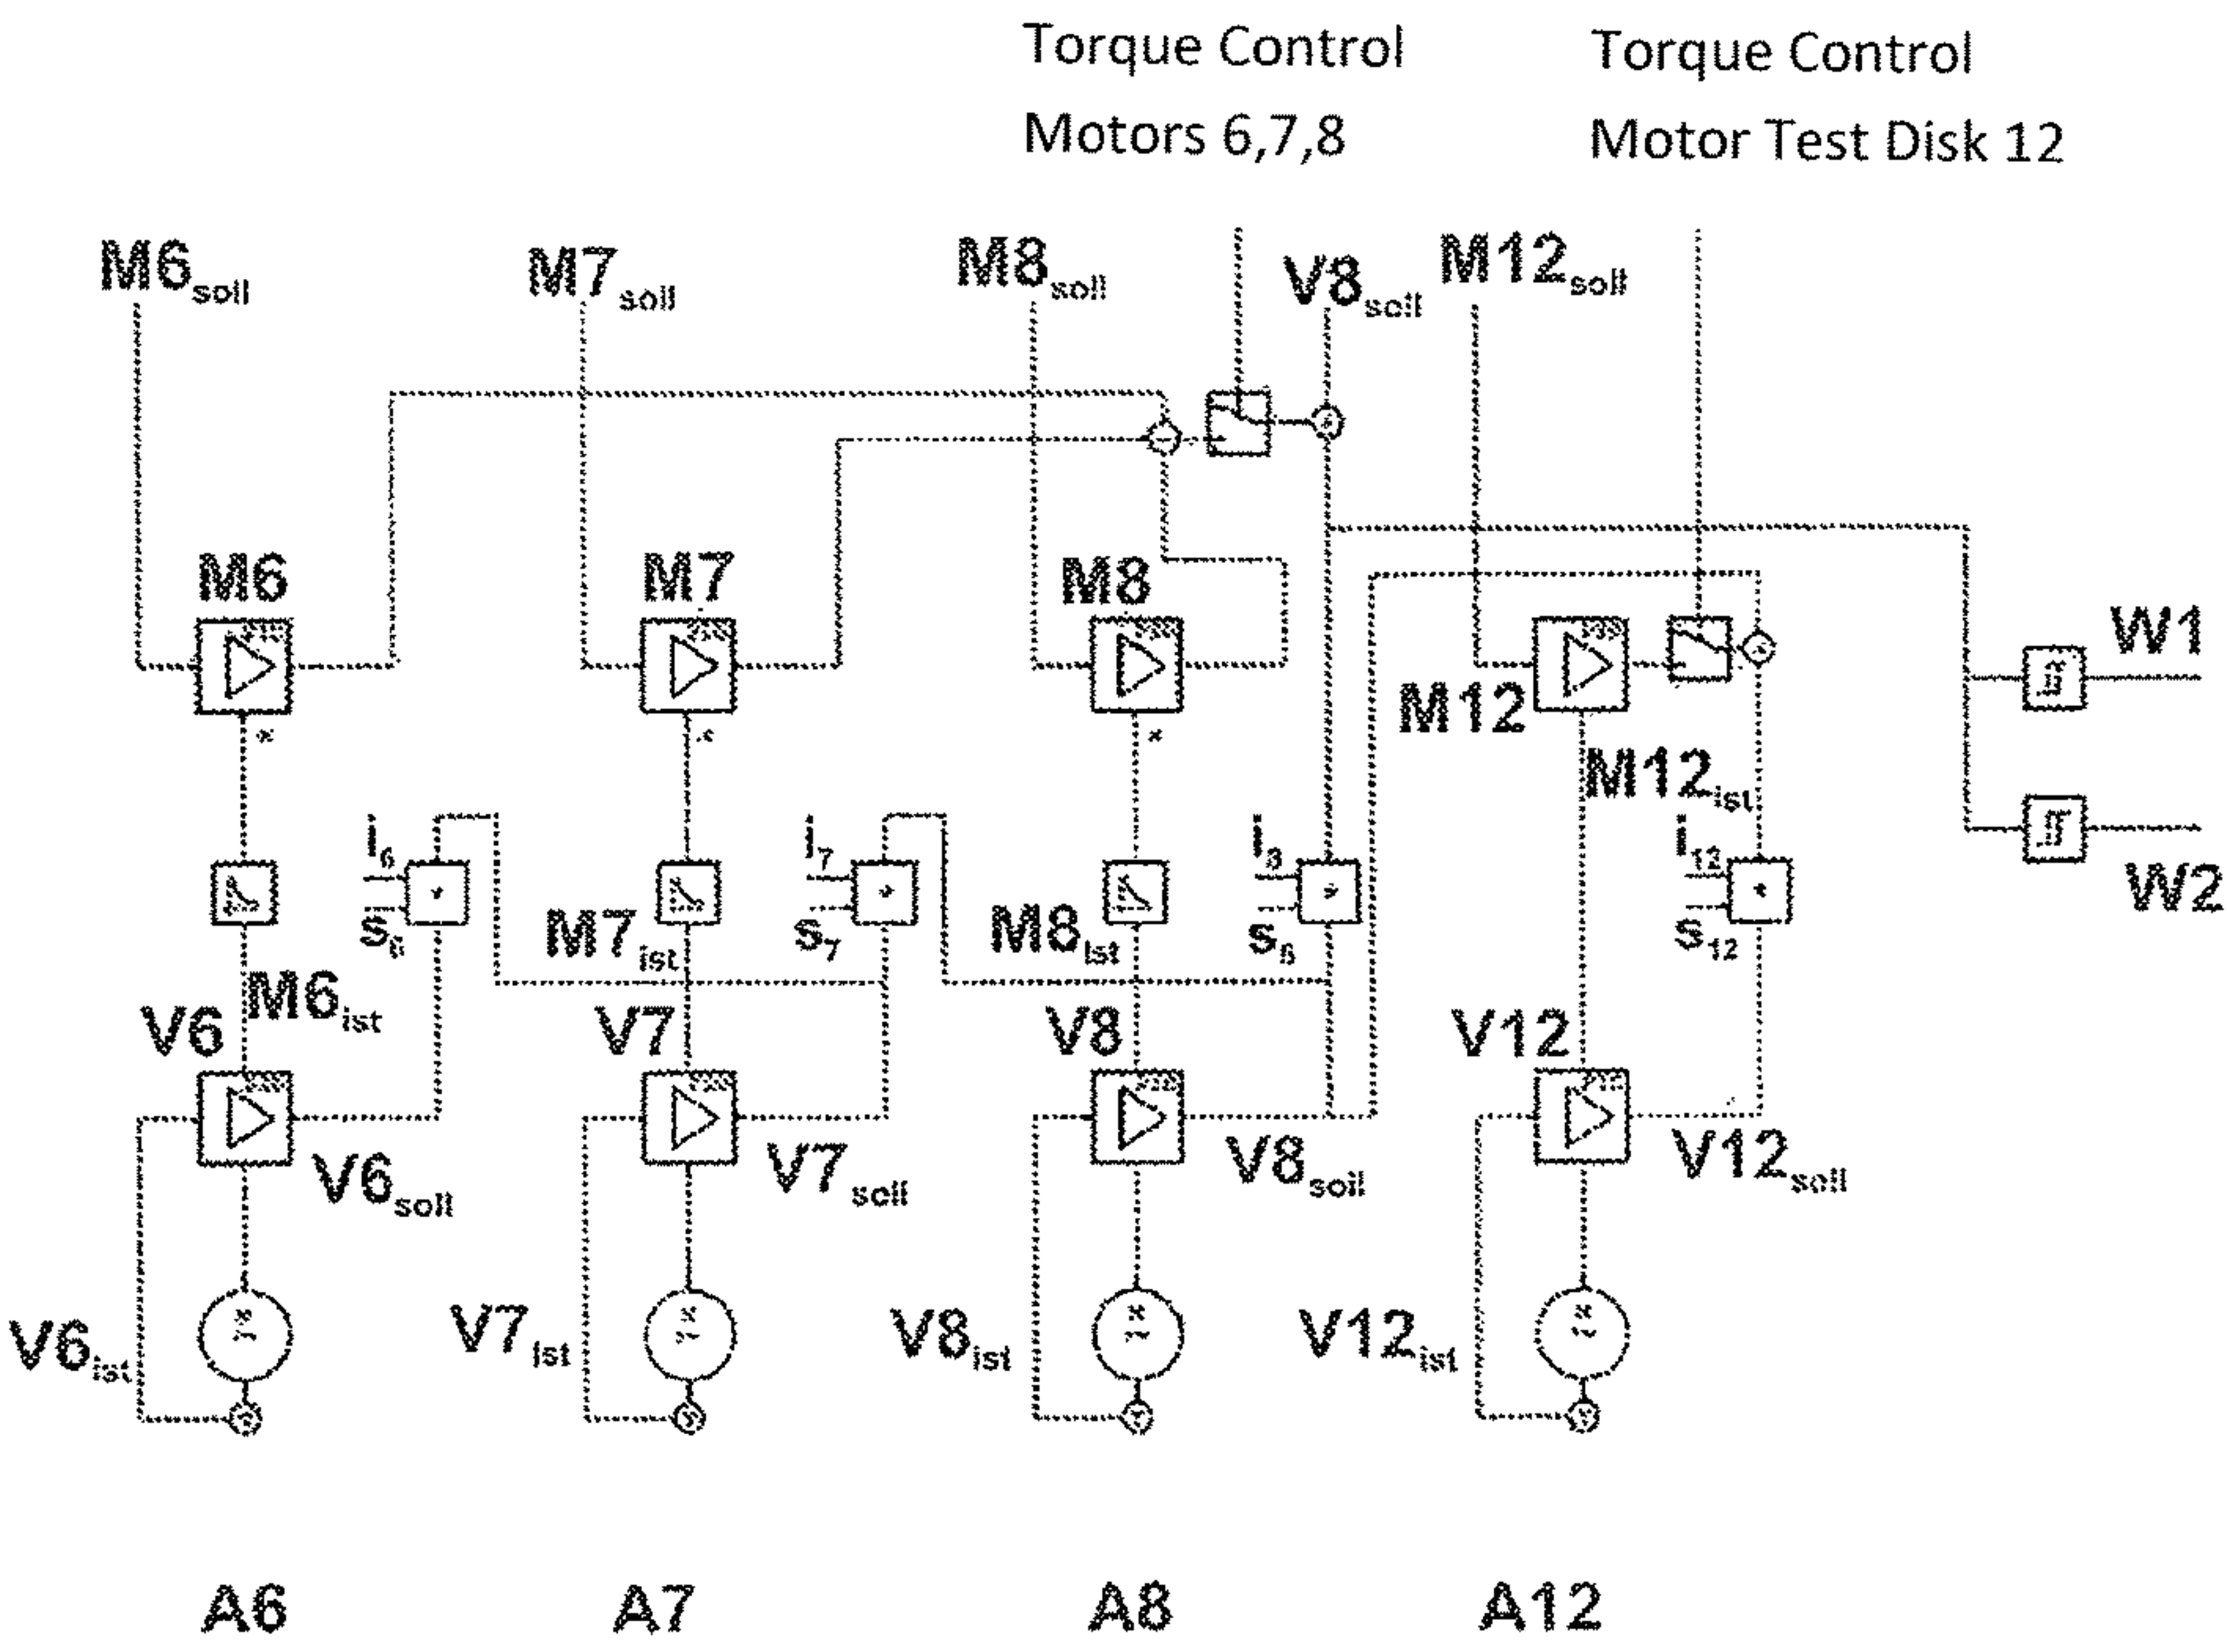 Torque Control
Motors 6,7,8
Torque Control
Motor Test Disk 12
M6soll
M7soll
M8soll
V8soll
M12soll
M6
M7
M8
M12
W1
W2
M12ist
i6
i7
i8
i12
S7
S12
M7ist
M8ist
M6ist
V6
V7
V8
V12
V6soll
V7soll
V8soll
V12soll
V6ist
V7ist
V8ist
V12ist
A6
A7
A8
A12